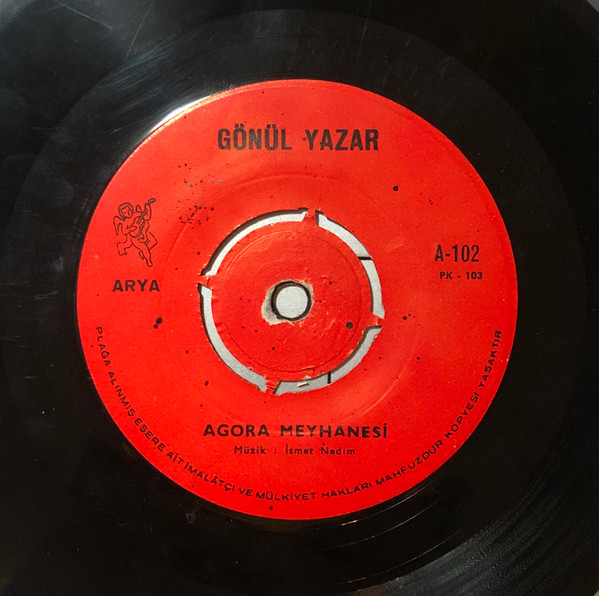 GÖNÜL YAZAR
ARYA
A-102
PK - 103
AGORA MEYHANESİ
Müzik : İsmet Nedim
PLAĞA ALINMIŞ ESERE AİT İMALÂTÇI VE MÜLKİYET HAKLARI MAHFUZDUR KOPYESİ YASAKTIR